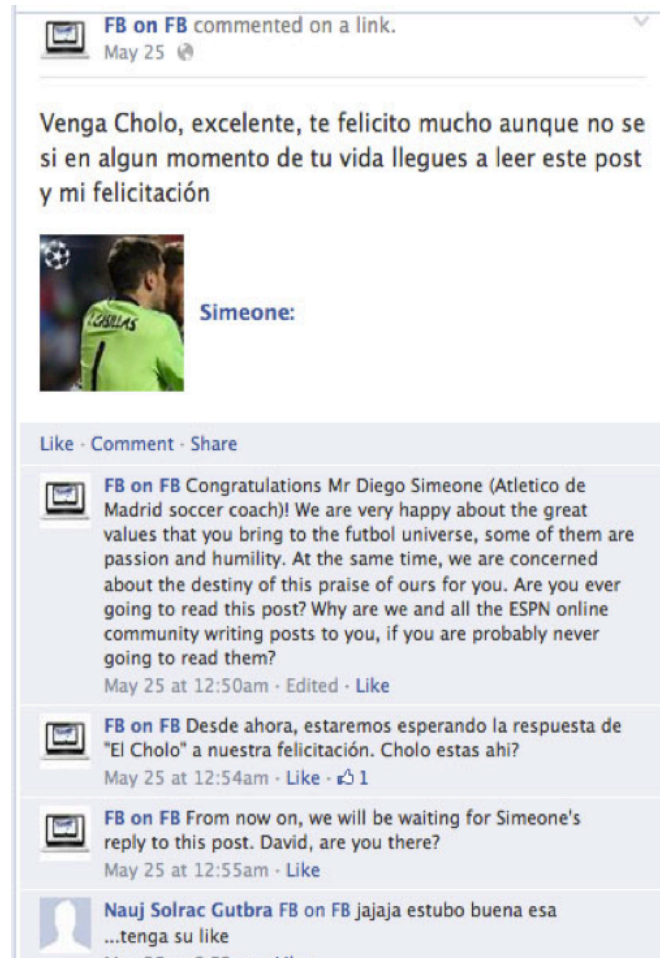 FB on FB commented on a link.
May 25
Venga Cholo, excelente, te felicito mucho aunque no se
si en algun momento de tu vida llegues a leer este post
y mi felicitación
CASILLAS
1
Simeone:
Like · Comment · Share
FB on FB Congratulations Mr Diego Simeone (Atletico de
Madrid soccer coach)! We are very happy about the great
values that you bring to the futbol universe, some of them are
passion and humility. At the same time, we are concerned
about the destiny of this praise of ours for you. Are you ever
going to read this post? Why are we and all the ESPN online
community writing posts to you, if you are probably never
going to read them?
May 25 at 12:50am · Edited · Like
FB on FB Desde ahora, estaremos esperando la respuesta de
"El Cholo" a nuestra felicitación. Cholo estas ahi?
May 25 at 12:54am · Like · 1
FB on FB From now on, we will be waiting for Simeone's
reply to this post. David, are you there?
May 25 at 12:55am · Like
Nauj Solrac Gutbra FB on FB jajaja estubo buena esa
...tenga su like